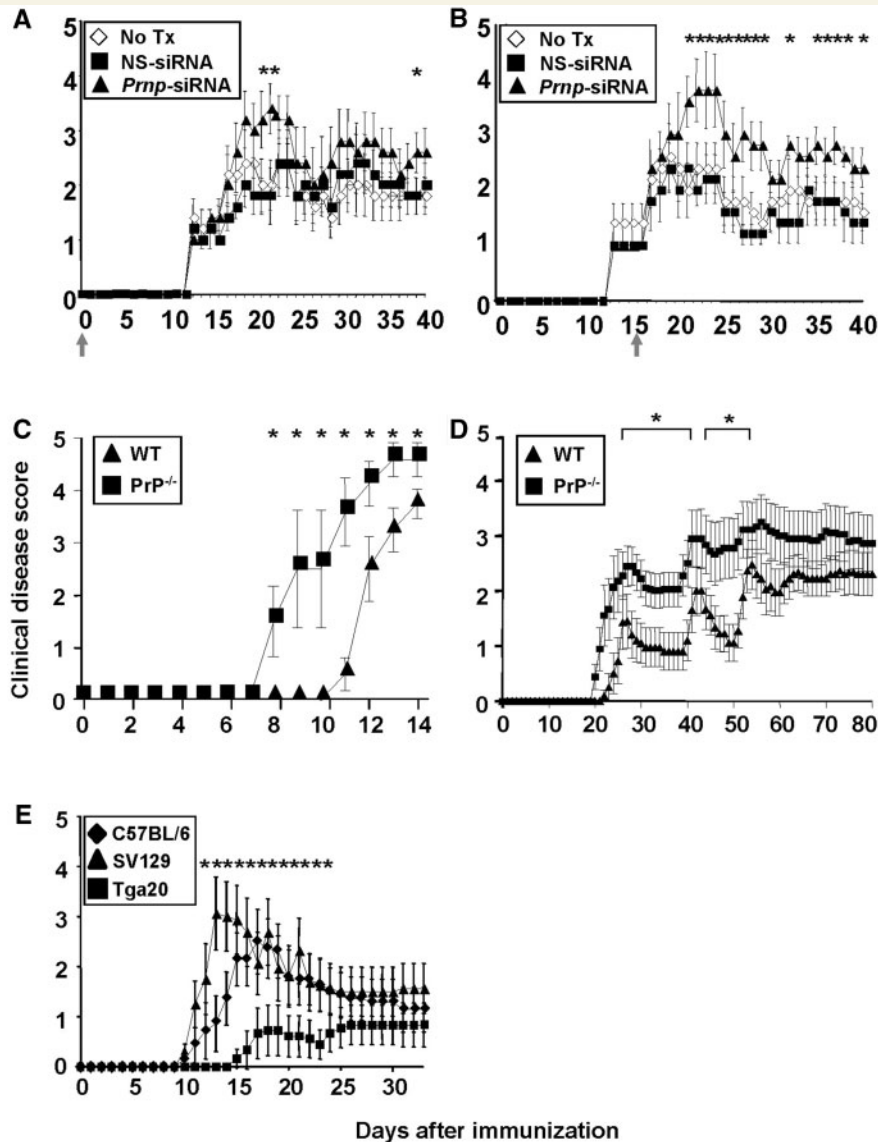 A
5
4
3
2
1
0
No Tx
NS-siRNA
Prnp-siRNA
**
*
0 5 10 15 20 25 30 35 40
B
5
4
3
2
1
0
No Tx
NS-siRNA
Prnp-siRNA
********* * **** *
0 5 10 15 20 25 30 35 40
Clinical disease score
C
5
4
3
2
1
0
WT
PrP-/-
* * * * * * *
0 2 4 6 8 10 12 14
D
5
4
3
2
1
0
WT
PrP-/-
* *
0 10 20 30 40 50 60 70 80
E
5
4
3
2
1
0
C57BL/6
SV129
Tga20
*************
0 5 10 15 20 25 30
Days after immunization